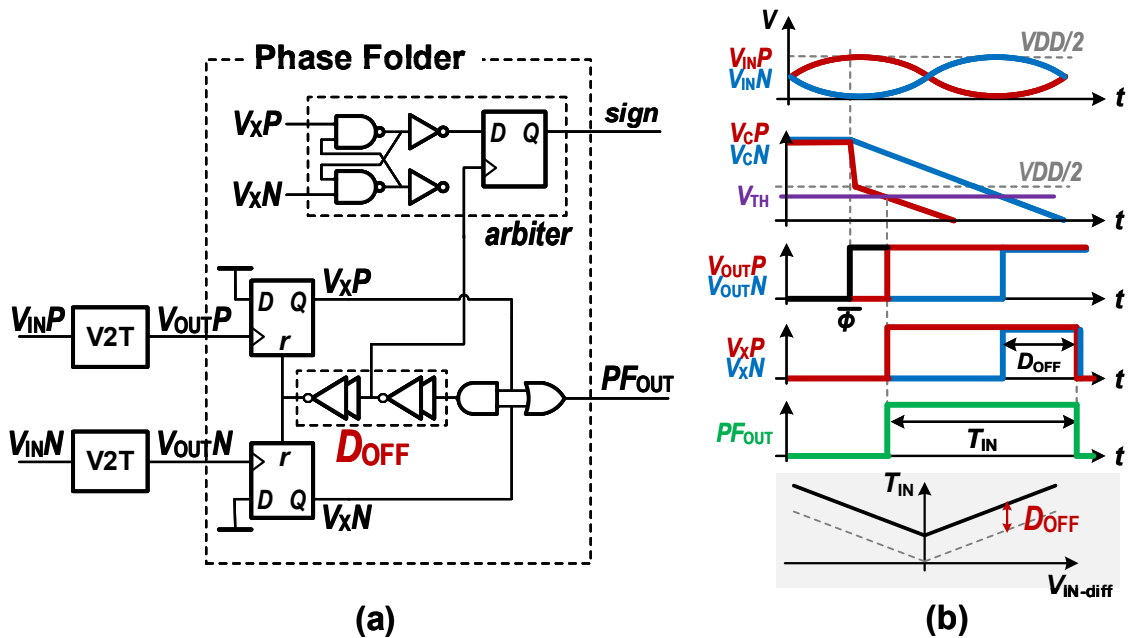 Phase Folder
VXP
VXN
D Q
sign
arbiter
VINP
V2T
VOUTP
D Q
r
VXP
DOFF
PFOUT
VINN
V2T
VOUTN
r
D Q
VXN
(a)
V
VINP
VINN
VDD/2
t
VCP
VCN
VTH
VDD/2
t
VOUTP
VOUTN
ϕ̅
t
VXP
VXN
DOFF
t
PFOUT
TIN
t
TIN
DOFF
VIN-diff
(b)